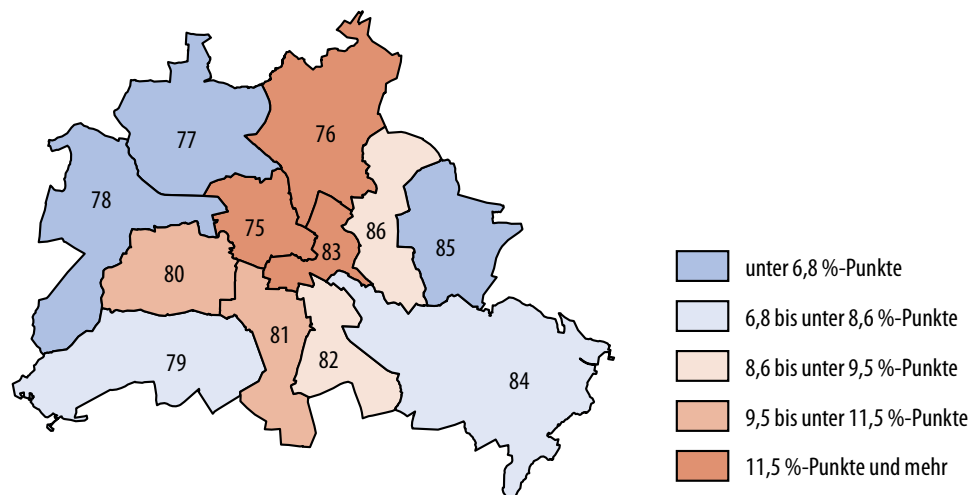 76
77
78
75
86
83
85
80
81
79
82
84
unter 6,8 %-Punkte
6,8 bis unter 8,6 %-Punkte
8,6 bis unter 9,5 %-Punkte
9,5 bis unter 11,5 %-Punkte
11,5 %-Punkte und mehr